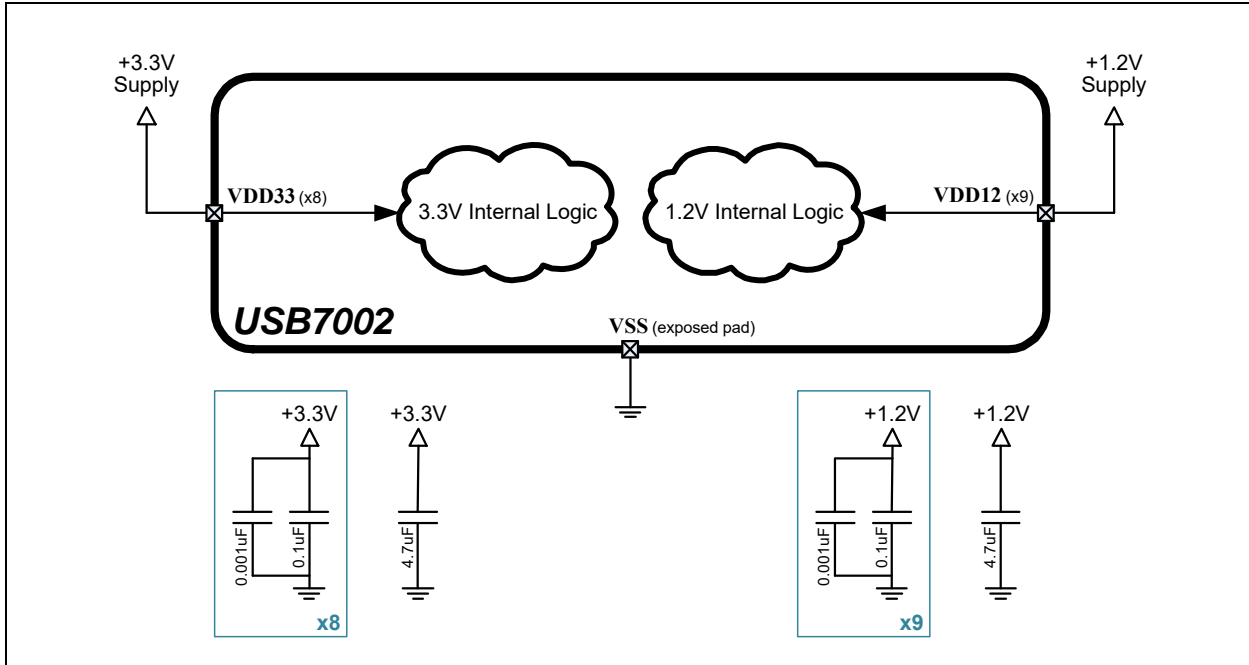 +3.3V
Supply
+1.2V
Supply
VDD33 (x8)
3.3V Internal Logic
1.2V Internal Logic
VDD12 (x9)
USB7002
VSS (exposed pad)
+3.3V
+3.3V
+1.2V
+1.2V
0.001uF
0.1uF
4.7uF
0.001uF
0.1uF
4.7uF
x8
x9